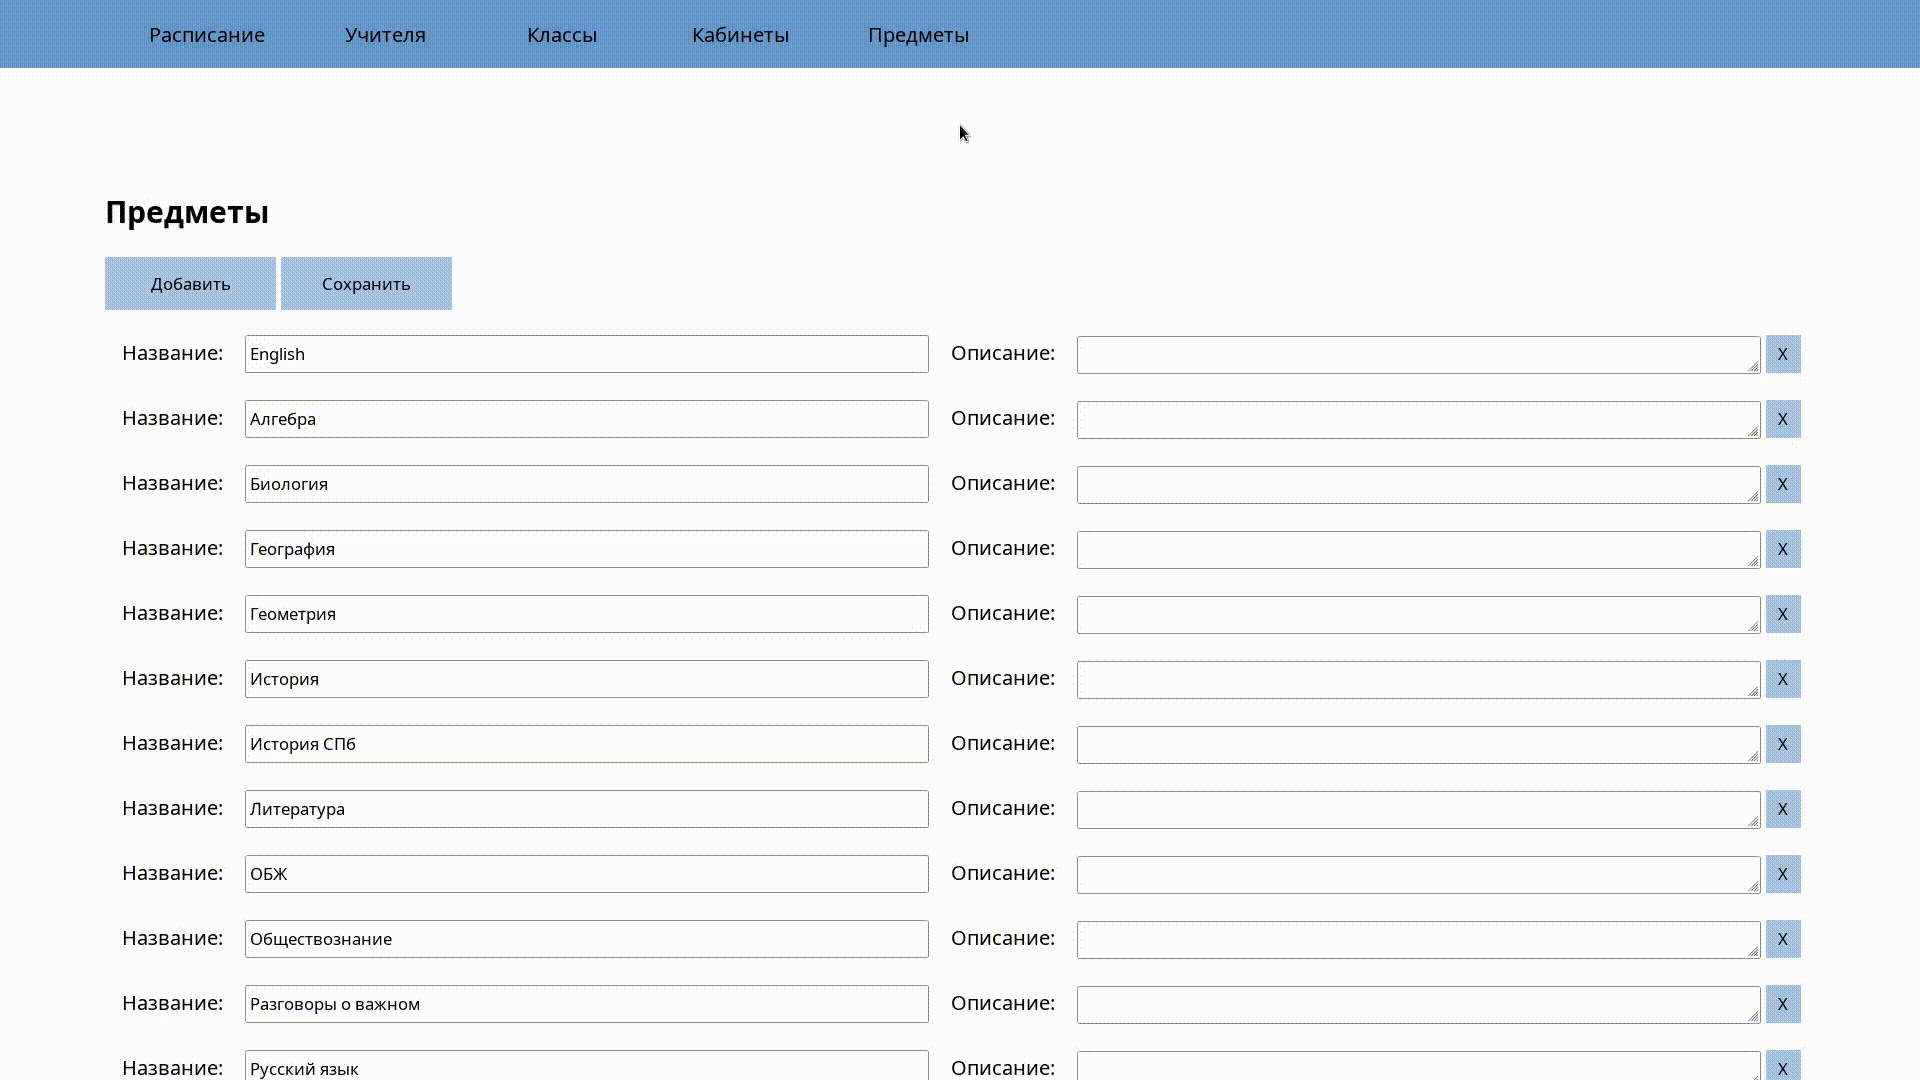 Расписание Учителя Классы Кабинеты Предметы
Предметы
Добавить Сохранить
Название: English Описание: X
Название: Алгебра Описание: X
Название: Биология Описание: X
Название: География Описание: X
Название: Геометрия Описание: X
Название: История Описание: X
Название: История СПб Описание: X
Название: Литература Описание: X
Название: ОБЖ Описание: X
Название: Обществознание Описание: X
Название: Разговоры о важном Описание: X
Название: Русский язык Описание: X